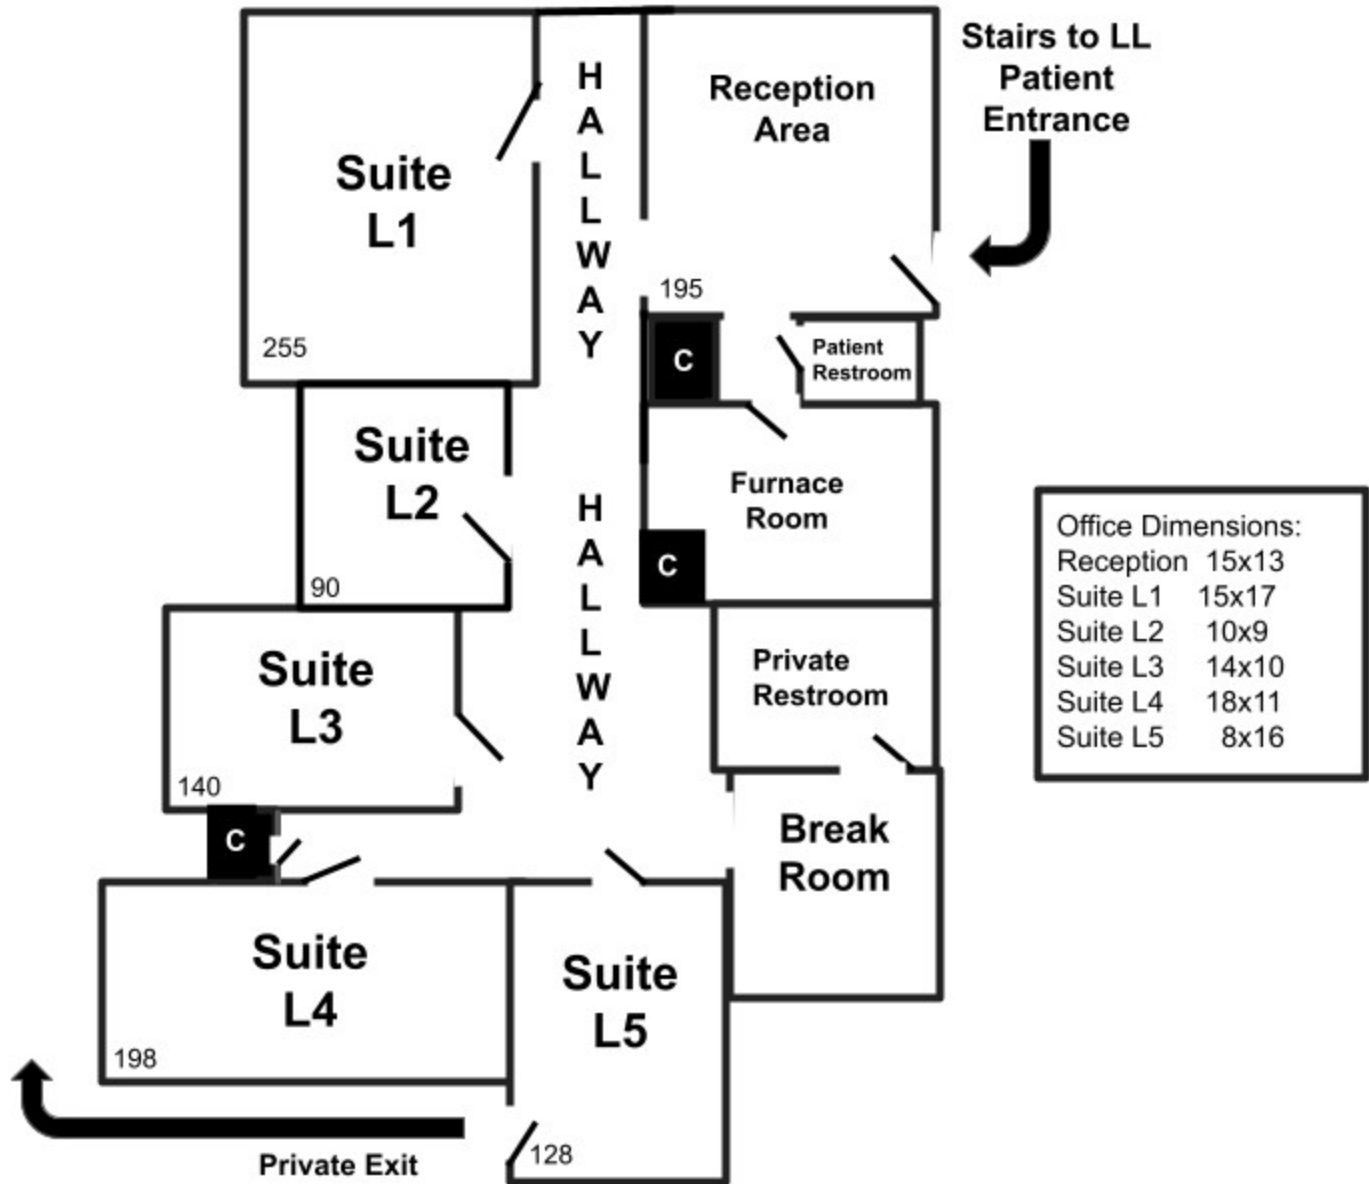 Stairs to LL
Patient
Entrance
H
A
L
L
W
A
Y
Reception
Area
Suite
L1
195
255
C
Patient
Restroom
Suite
L2
90
H
A
L
L
W
A
Y
Furnace
Room
C
Office Dimensions:
Reception 15x13
Suite L1 15x17
Suite L2 10x9
Suite L3 14x10
Suite L4 18x11
Suite L5 8x16
Suite
L3
140
Private
Restroom
C
Break
Room
Suite
L4
198
Suite
L5
128
Private Exit